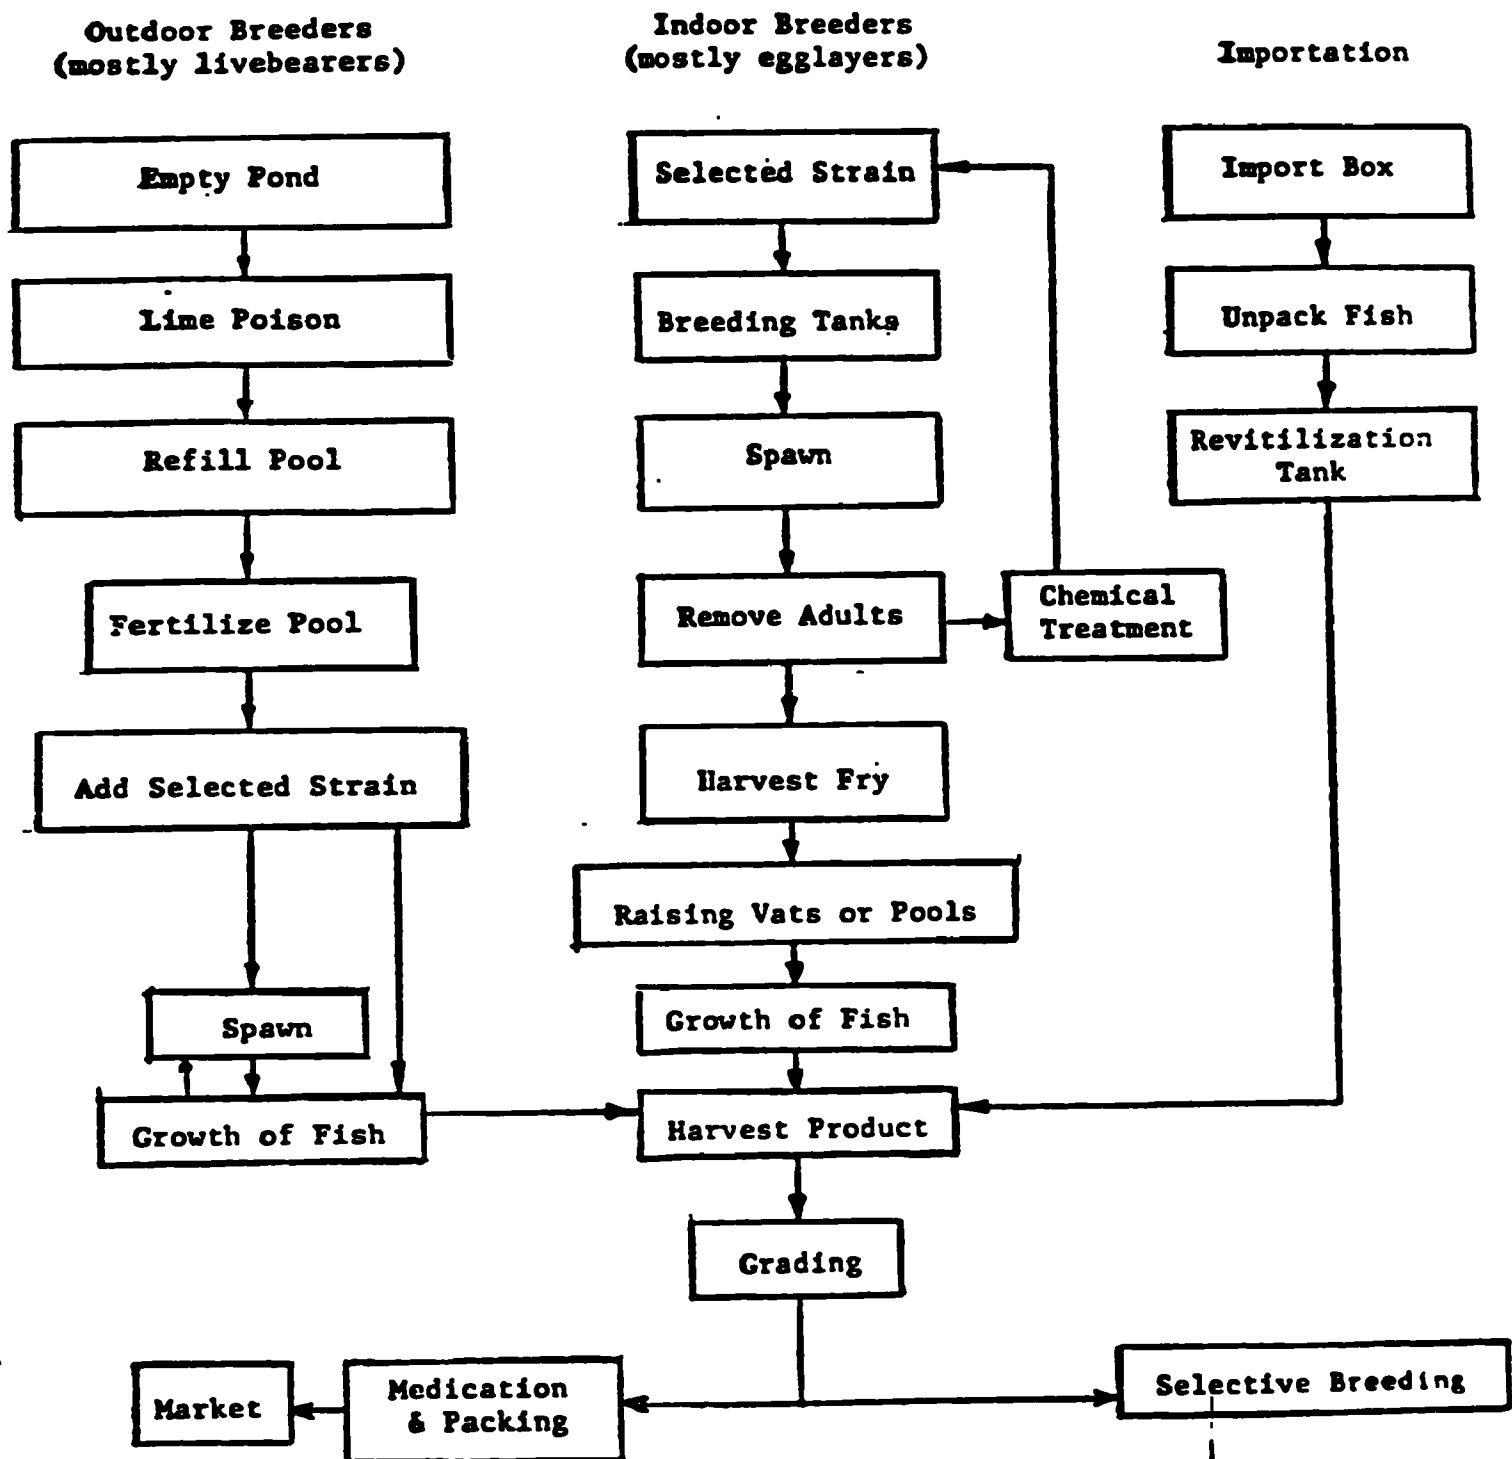 Outdoor Breeders
(mostly livebearers)
Indoor Breeders
(mostly egglayers)
Importation
Empty Pond
Lime Poison
Refill Pool
Fertilize Pool
Add Selected Strain
Spawn
Growth of Fish
Selected Strain
Breeding Tanks
Spawn
Remove Adults
Chemical
Treatment
Harvest Fry
Raising Vats or Pools
Growth of Fish
Harvest Product
Grading
Import Box
Unpack Fish
Revitilization
Tank
Market
Medication
& Packing
Selective Breeding